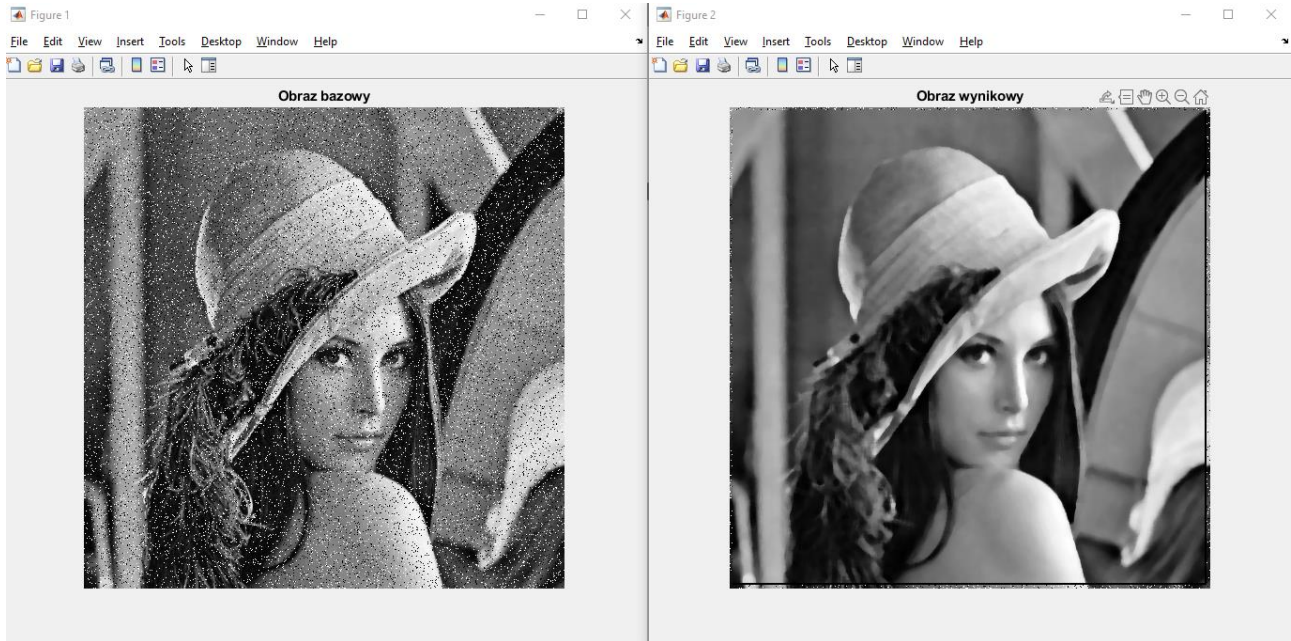 Figure 1
File Edit View Insert Tools Desktop Window Help
Obraz bazowy
Figure 2
File Edit View Insert Tools Desktop Window Help
Obraz wynikowy